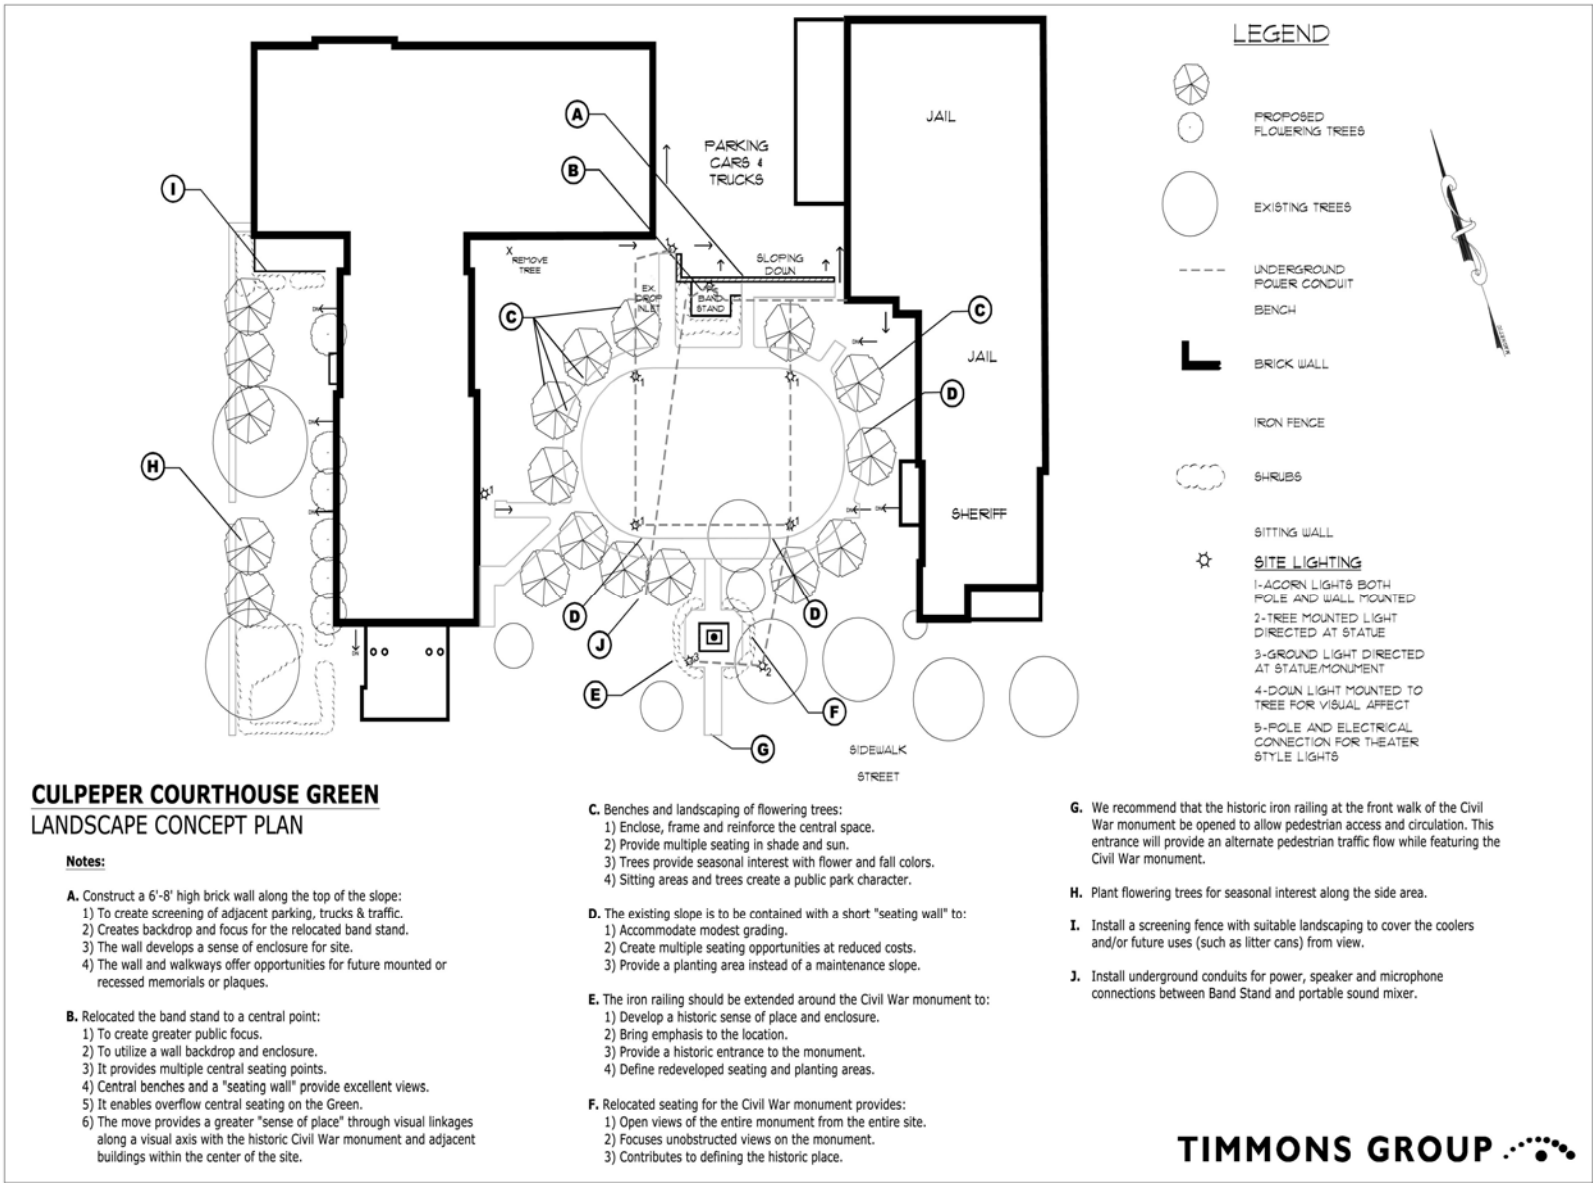 LEGEND
JAIL
PROPOSED
FLOWERING TREES
A
PARKING
CARS &
TRUCKS
B
I
EXISTING TREES
X
REMOVE
TREE
1
SLOPING
DOWN
UNDERGROUND
POWER CONDUIT
EX.
DROP
INLET
BAND
STAND
C
C
BENCH
JAIL
BRICK WALL
1
1
D
IRON FENCE
H
SHRUBS
1
SHERIFF
1
1
SITTING WALL
SITE LIGHTING
1-ACORN LIGHTS BOTH
POLE AND WALL MOUNTED
2-TREE MOUNTED LIGHT
DIRECTED AT STATUE
3-GROUND LIGHT DIRECTED
AT STATUE/MONUMENT
4-DOWN LIGHT MOUNTED TO
TREE FOR VISUAL AFFECT
5-POLE AND ELECTRICAL
CONNECTION FOR THEATER
STYLE LIGHTS
D
D
J
3
2
E
F
G
SIDEWALK
STREET
CULPEPER COURTHOUSE GREEN
LANDSCAPE CONCEPT PLAN
Notes:
A. Construct a 6'-8' high brick wall along the top of the slope:
1) To create screening of adjacent parking, trucks & traffic.
2) Creates backdrop and focus for the relocated band stand.
3) The wall develops a sense of enclosure for site.
4) The wall and walkways offer opportunities for future mounted or
recessed memorials or plaques.
B. Relocated the band stand to a central point:
1) To create greater public focus.
2) To utilize a wall backdrop and enclosure.
3) It provides multiple central seating points.
4) Central benches and a "seating wall" provide excellent views.
5) It enables overflow central seating on the Green.
6) The move provides a greater "sense of place" through visual linkages
along a visual axis with the historic Civil War monument and adjacent
buildings within the center of the site.
C. Benches and landscaping of flowering trees:
1) Enclose, frame and reinforce the central space.
2) Provide multiple seating in shade and sun.
3) Trees provide seasonal interest with flower and fall colors.
4) Sitting areas and trees create a public park character.
D. The existing slope is to be contained with a short "seating wall" to:
1) Accommodate modest grading.
2) Create multiple seating opportunities at reduced costs.
3) Provide a planting area instead of a maintenance slope.
E. The iron railing should be extended around the Civil War monument to:
1) Develop a historic sense of place and enclosure.
2) Bring emphasis to the location.
3) Provide a historic entrance to the monument.
4) Define redeveloped seating and planting areas.
F. Relocated seating for the Civil War monument provides:
1) Open views of the entire monument from the entire site.
2) Focuses unobstructed views on the monument.
3) Contributes to defining the historic place.
G. We recommend that the historic iron railing at the front walk of the Civil
War monument be opened to allow pedestrian access and circulation. This
entrance will provide an alternate pedestrian traffic flow while featuring the
Civil War monument.
H. Plant flowering trees for seasonal interest along the side area.
I. Install a screening fence with suitable landscaping to cover the coolers
and/or future uses (such as litter cans) from view.
J. Install underground conduits for power, speaker and microphone
connections between Band Stand and portable sound mixer.
TIMMONS GROUP